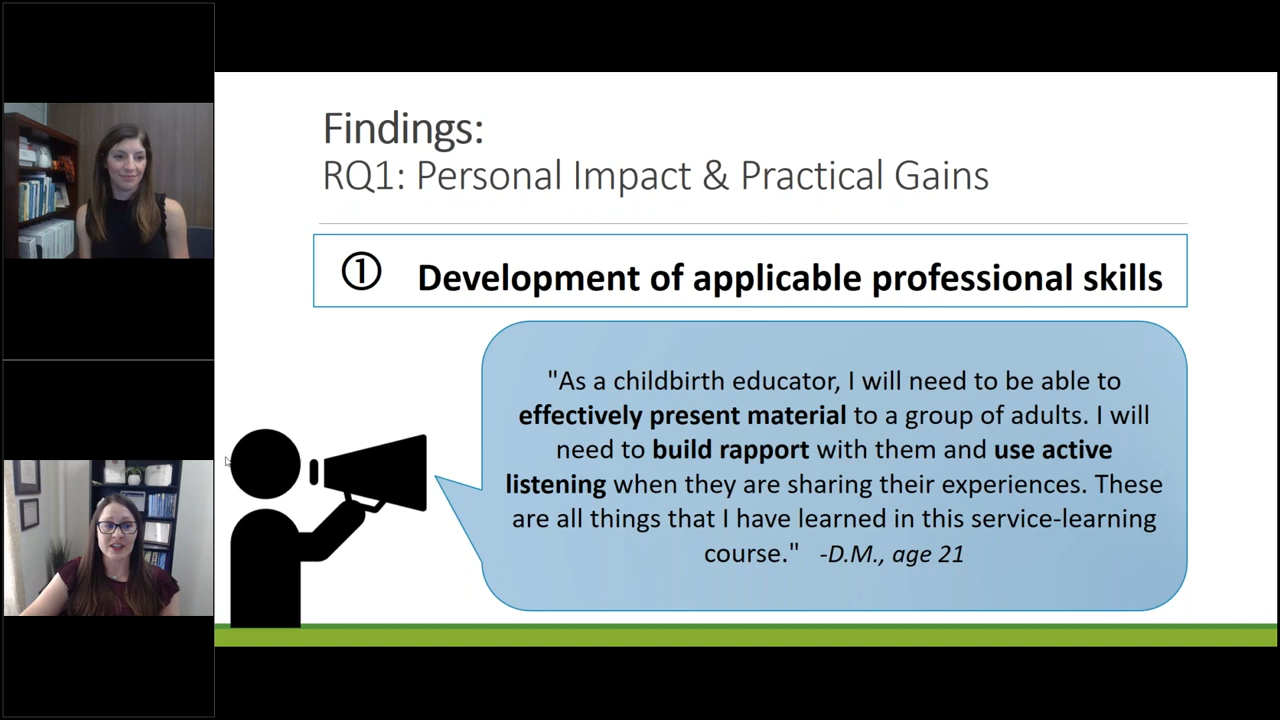 Findings:
RQ1: Personal Impact & Practical Gains
① Development of applicable professional skills
"As a childbirth educator, I will need to be able to
effectively present material to a group of adults. I will
need to build rapport with them and use active
listening when they are sharing their experiences. These
are all things that I have learned in this service-learning
course." -D.M., age 21